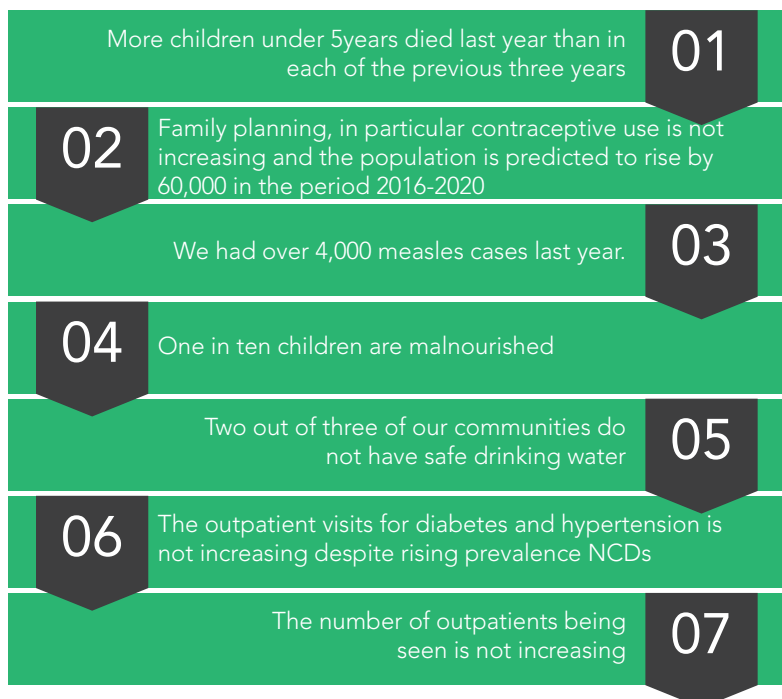 More children under 5years died last year than in
each of the previous three years
01
02
Family planning, in particular contraceptive use is not
increasing and the population is predicted to rise by
60,000 in the period 2016-2020
We had over 4,000 measles cases last year.
03
04
One in ten children are malnourished
Two out of three of our communities do
not have safe drinking water
05
06
The outpatient visits for diabetes and hypertension is
not increasing despite rising prevalence NCDs
The number of outpatients being
seen is not increasing
07